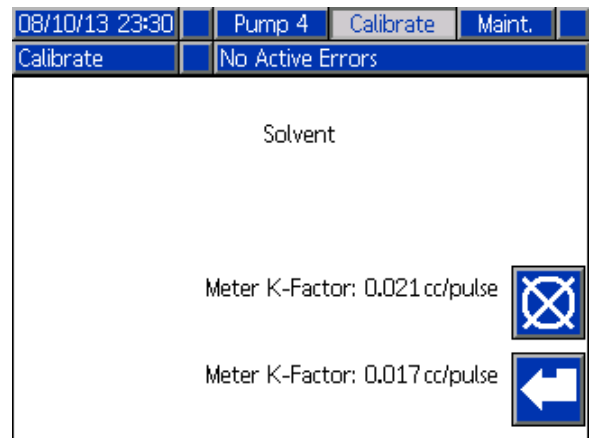 08/10/13 23:30 Pump 4 Calibrate Maint.
Calibrate No Active Errors
Solvent
Meter K-Factor: 0.021 cc/pulse
Meter K-Factor: 0.017 cc/pulse